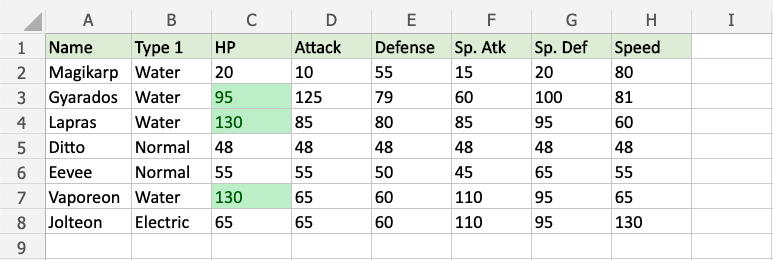 A B C D E F G H I
1 Name Type 1 HP Attack Defense Sp. Atk Sp. Def Speed
2 Magikarp Water 20 10 55 15 20 80
3 Gyarados Water 95 125 79 60 100 81
4 Lapras Water 130 85 80 85 95 60
5 Ditto Normal 48 48 48 48 48 48
6 Eevee Normal 55 55 50 45 65 55
7 Vaporeon Water 130 65 60 110 95 65
8 Jolteon Electric 65 65 60 110 95 130
9